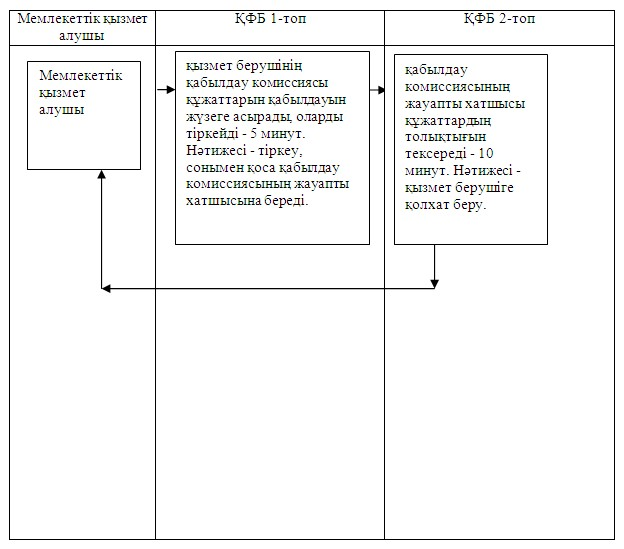 Мемлекеттік қызмет
алушы
ҚФБ 1-топ
ҚФБ 2-топ
Мемлекеттік
қызмет
алушы
қызмет берушінің
қабылдау комиссиясы
құжаттарын қабылдауын
жүзеге асырады, оларды
тіркейді - 5 минут.
Нәтижесі - тіркеу,
сонымен қоса қабылдау
комиссиясының жауапты
хатшысына береді.
қабылдау
комиссиясының
жауапты хатшысы
құжаттардың
толықтығын
тексереді - 10
минут. Нәтижесі -
қызмет берушіге
қолхат беру.